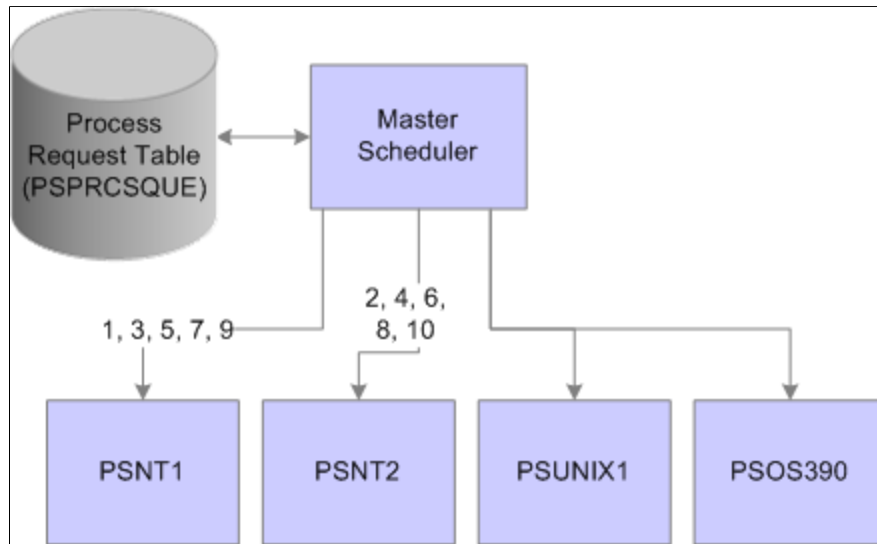 Process
Request Table
(PSPRCSQUE)
Master
Scheduler
1, 3, 5, 7, 9
2, 4, 6,
8, 10
PSNT1
PSNT2
PSUNIX1
PSOS390